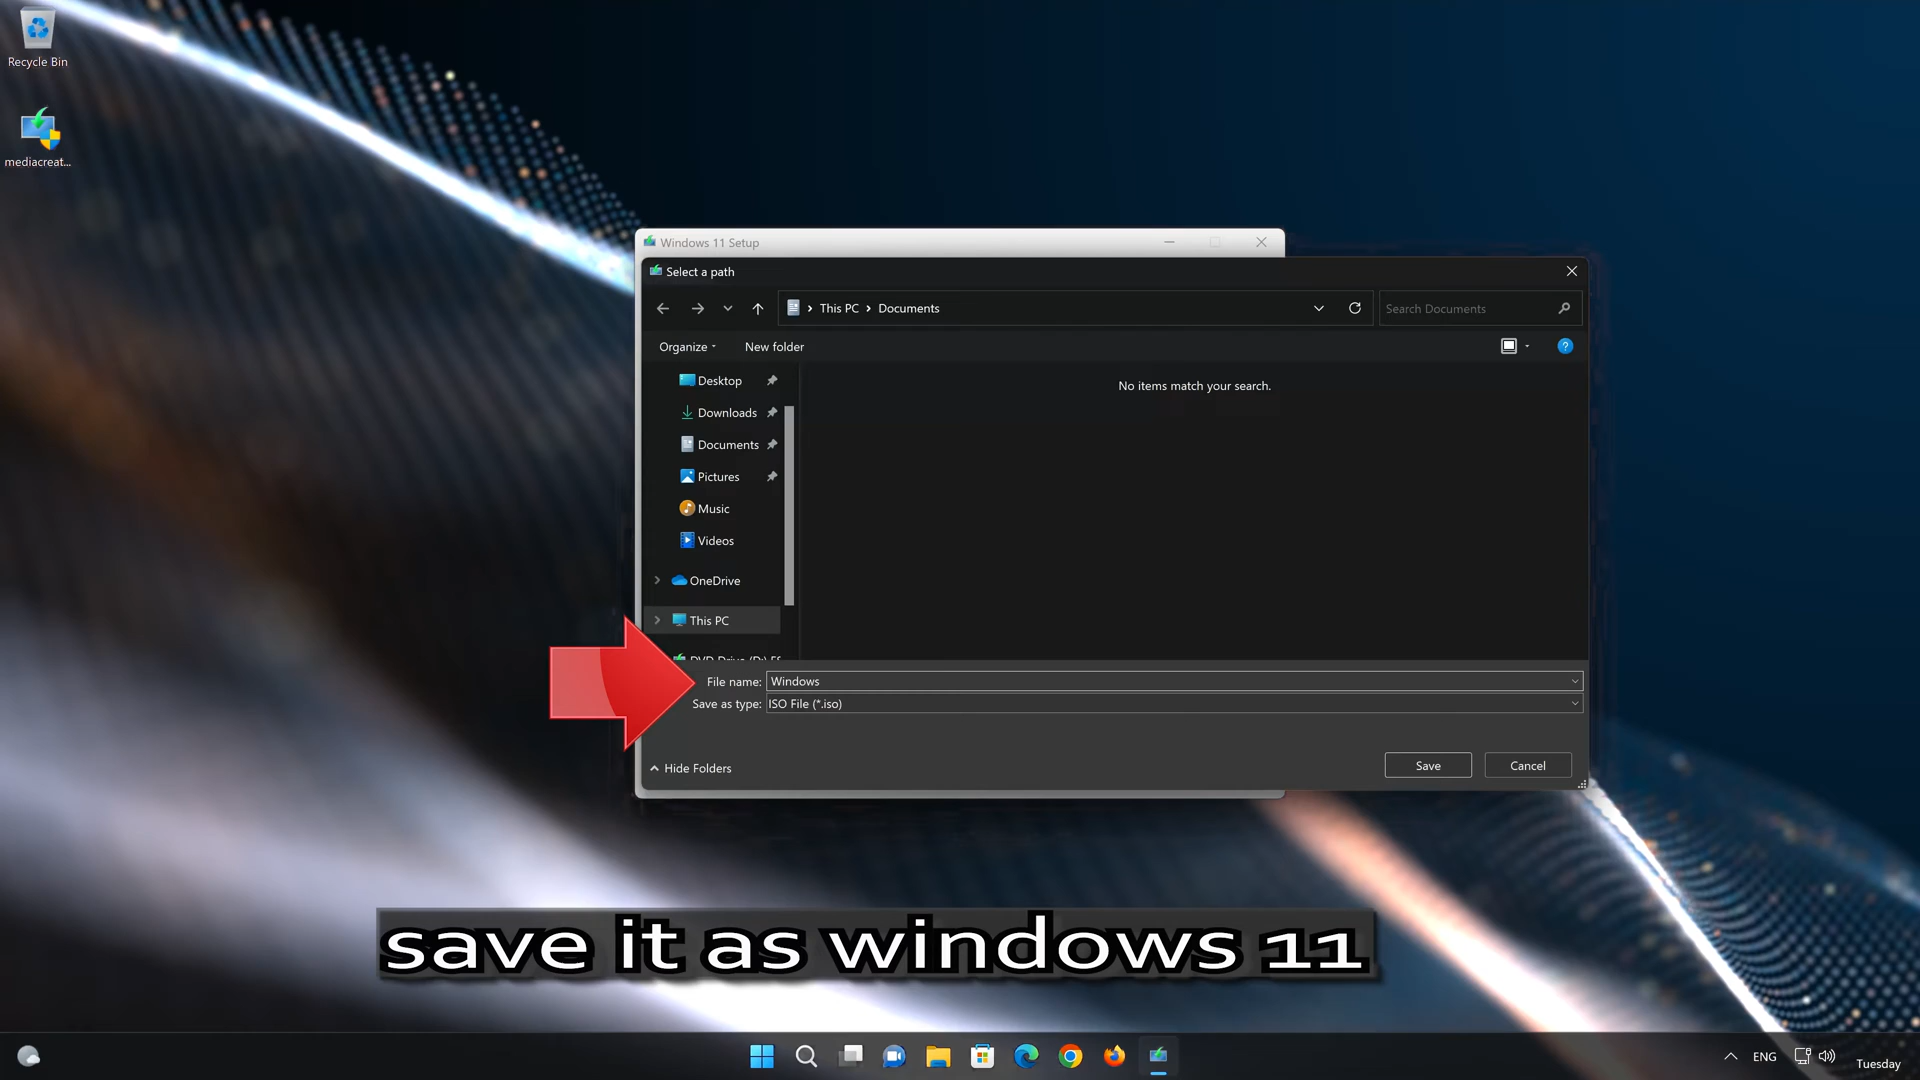 Recycle Bin
mediacreat...
Windows 11 Setup
Select a path
This PC Documents
Search Documents
Organize
New folder
Desktop
Downloads
Documents
Pictures
Music
Videos
OneDrive
This PC
No items match your search.
File name: Windows
Save as type: ISO File (*.iso)
Hide Folders
Save
Cancel
save it as windows 11
ENG
Tuesday